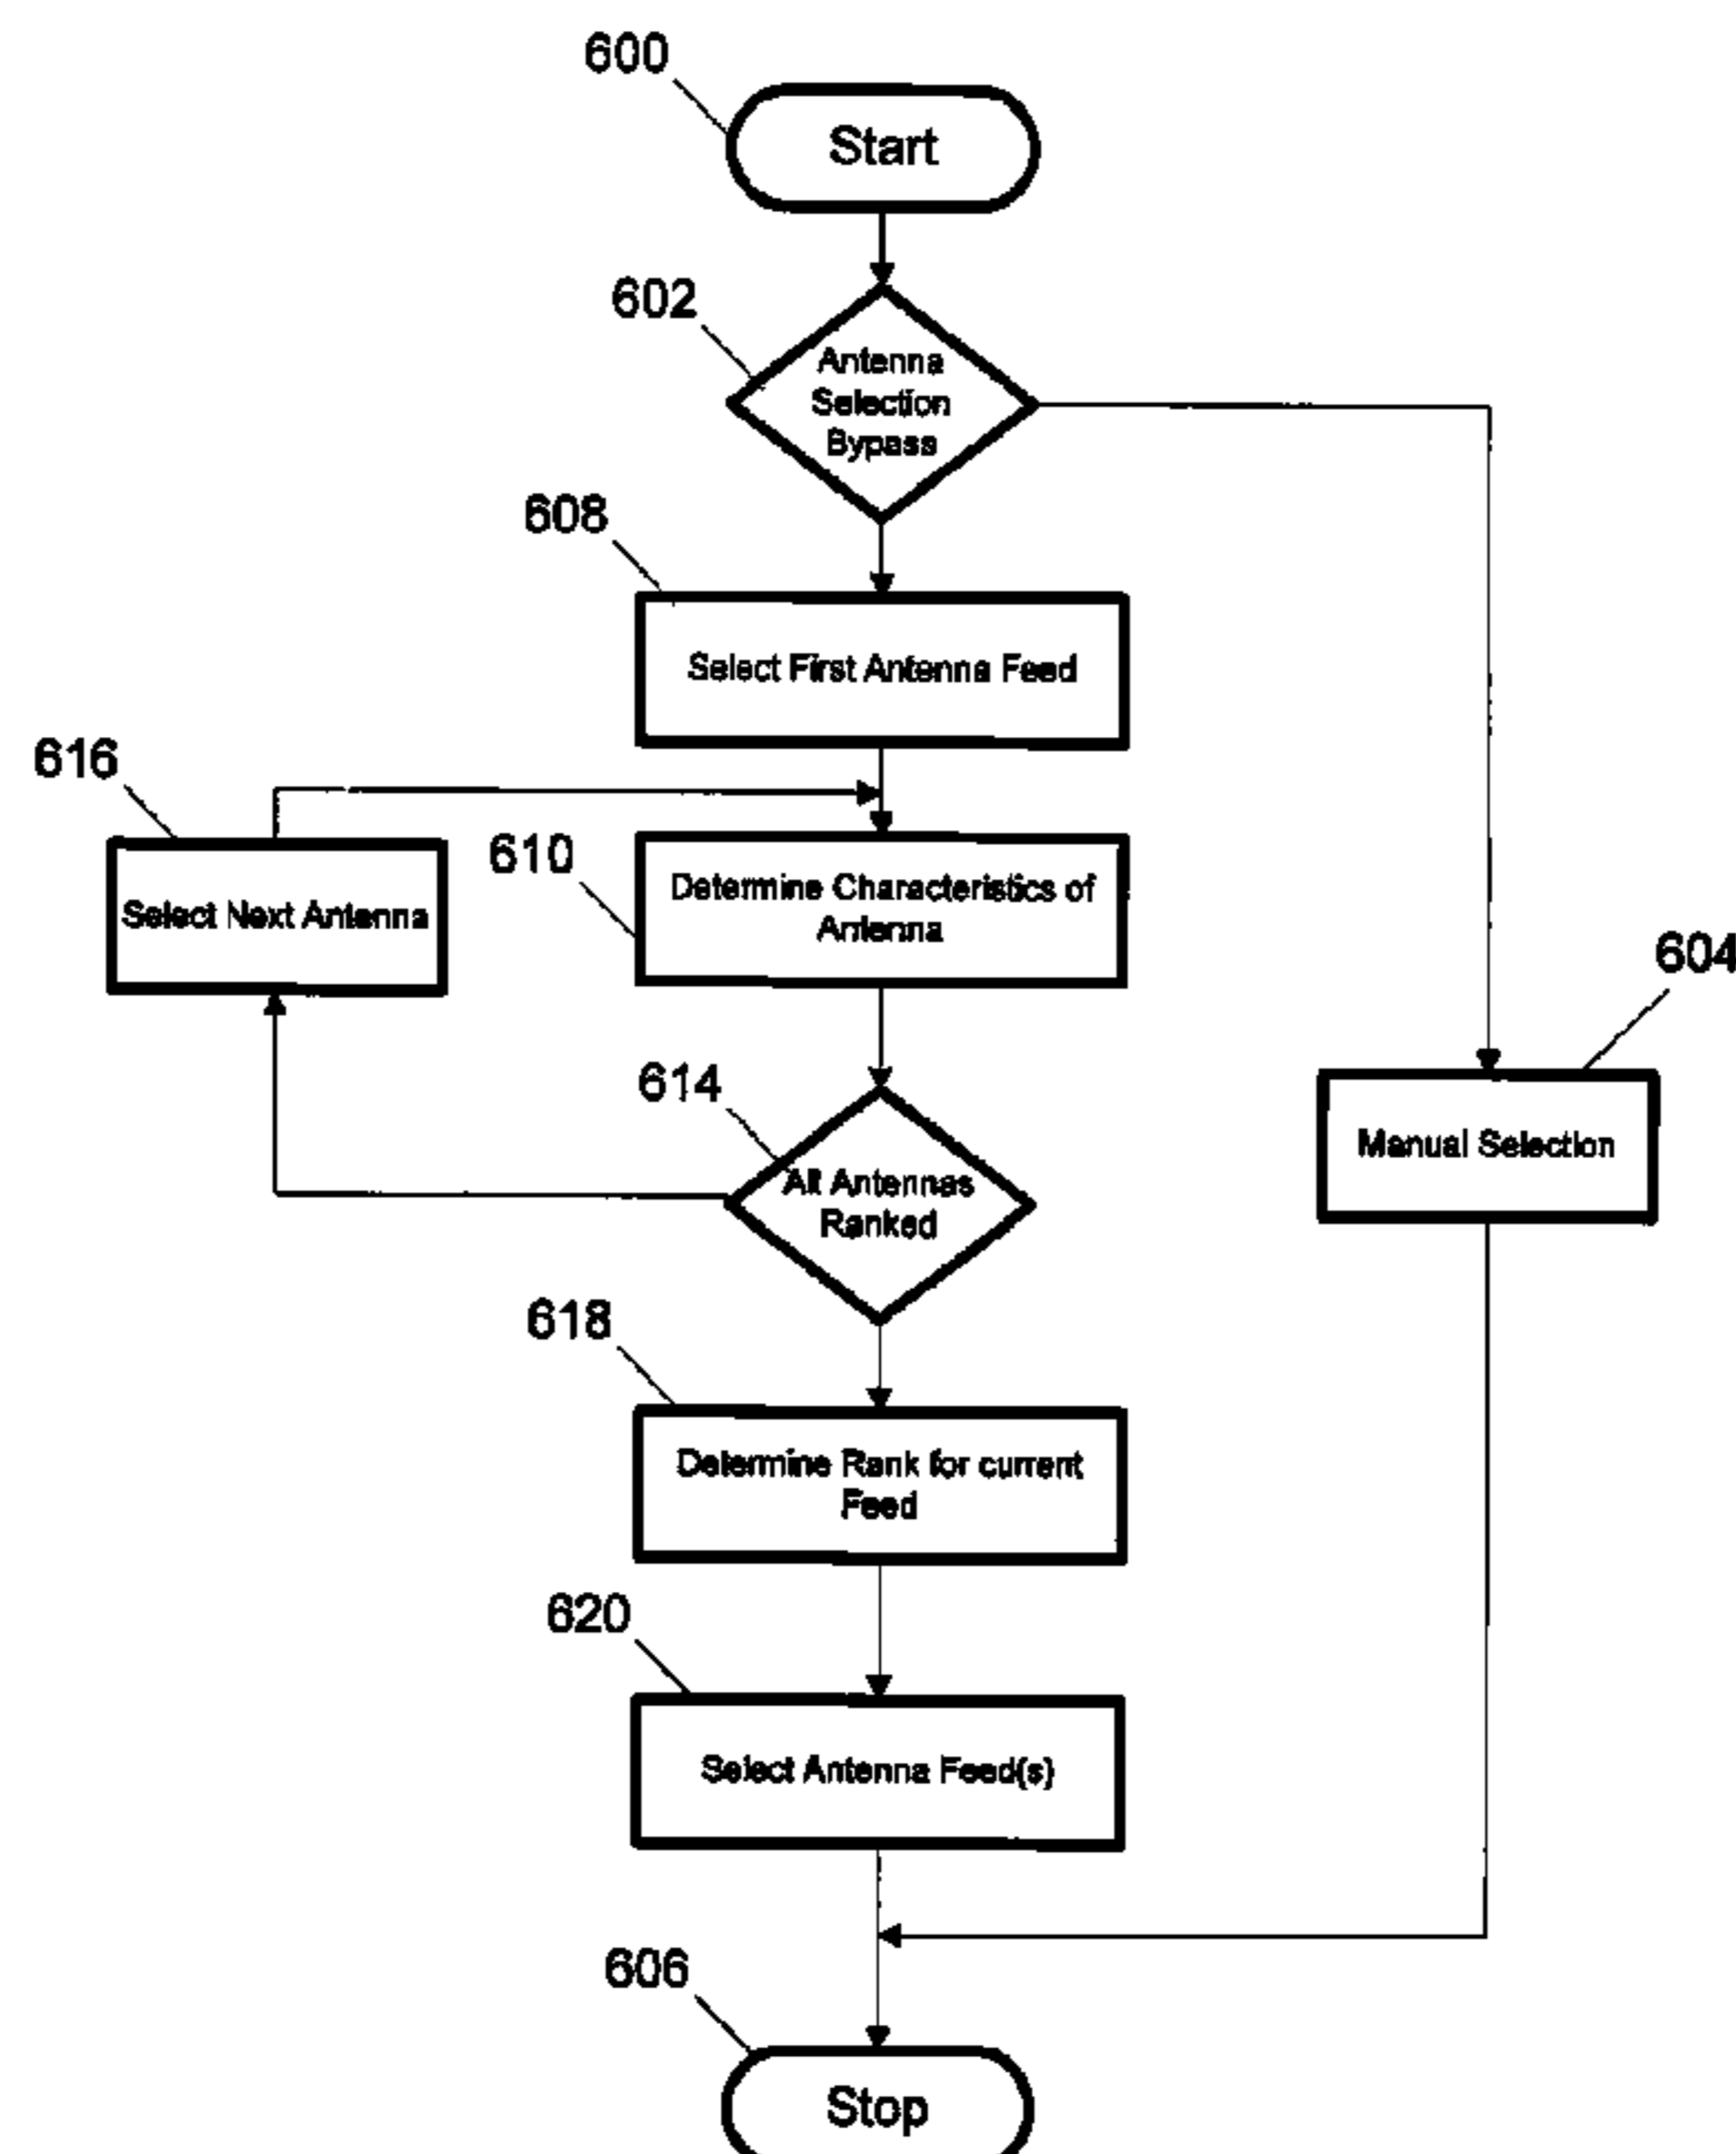 600
Start
602
Antenna
Selection
Bypass
608
Select First Antenna Feed
616
Select Next Antenna
610
Determine Characteristics of
Antenna
604
Manual Selection
614
All Antennas
Ranked
618
Determine Rank for current
Feed
620
Select Antenna Feed(s)
606
Stop